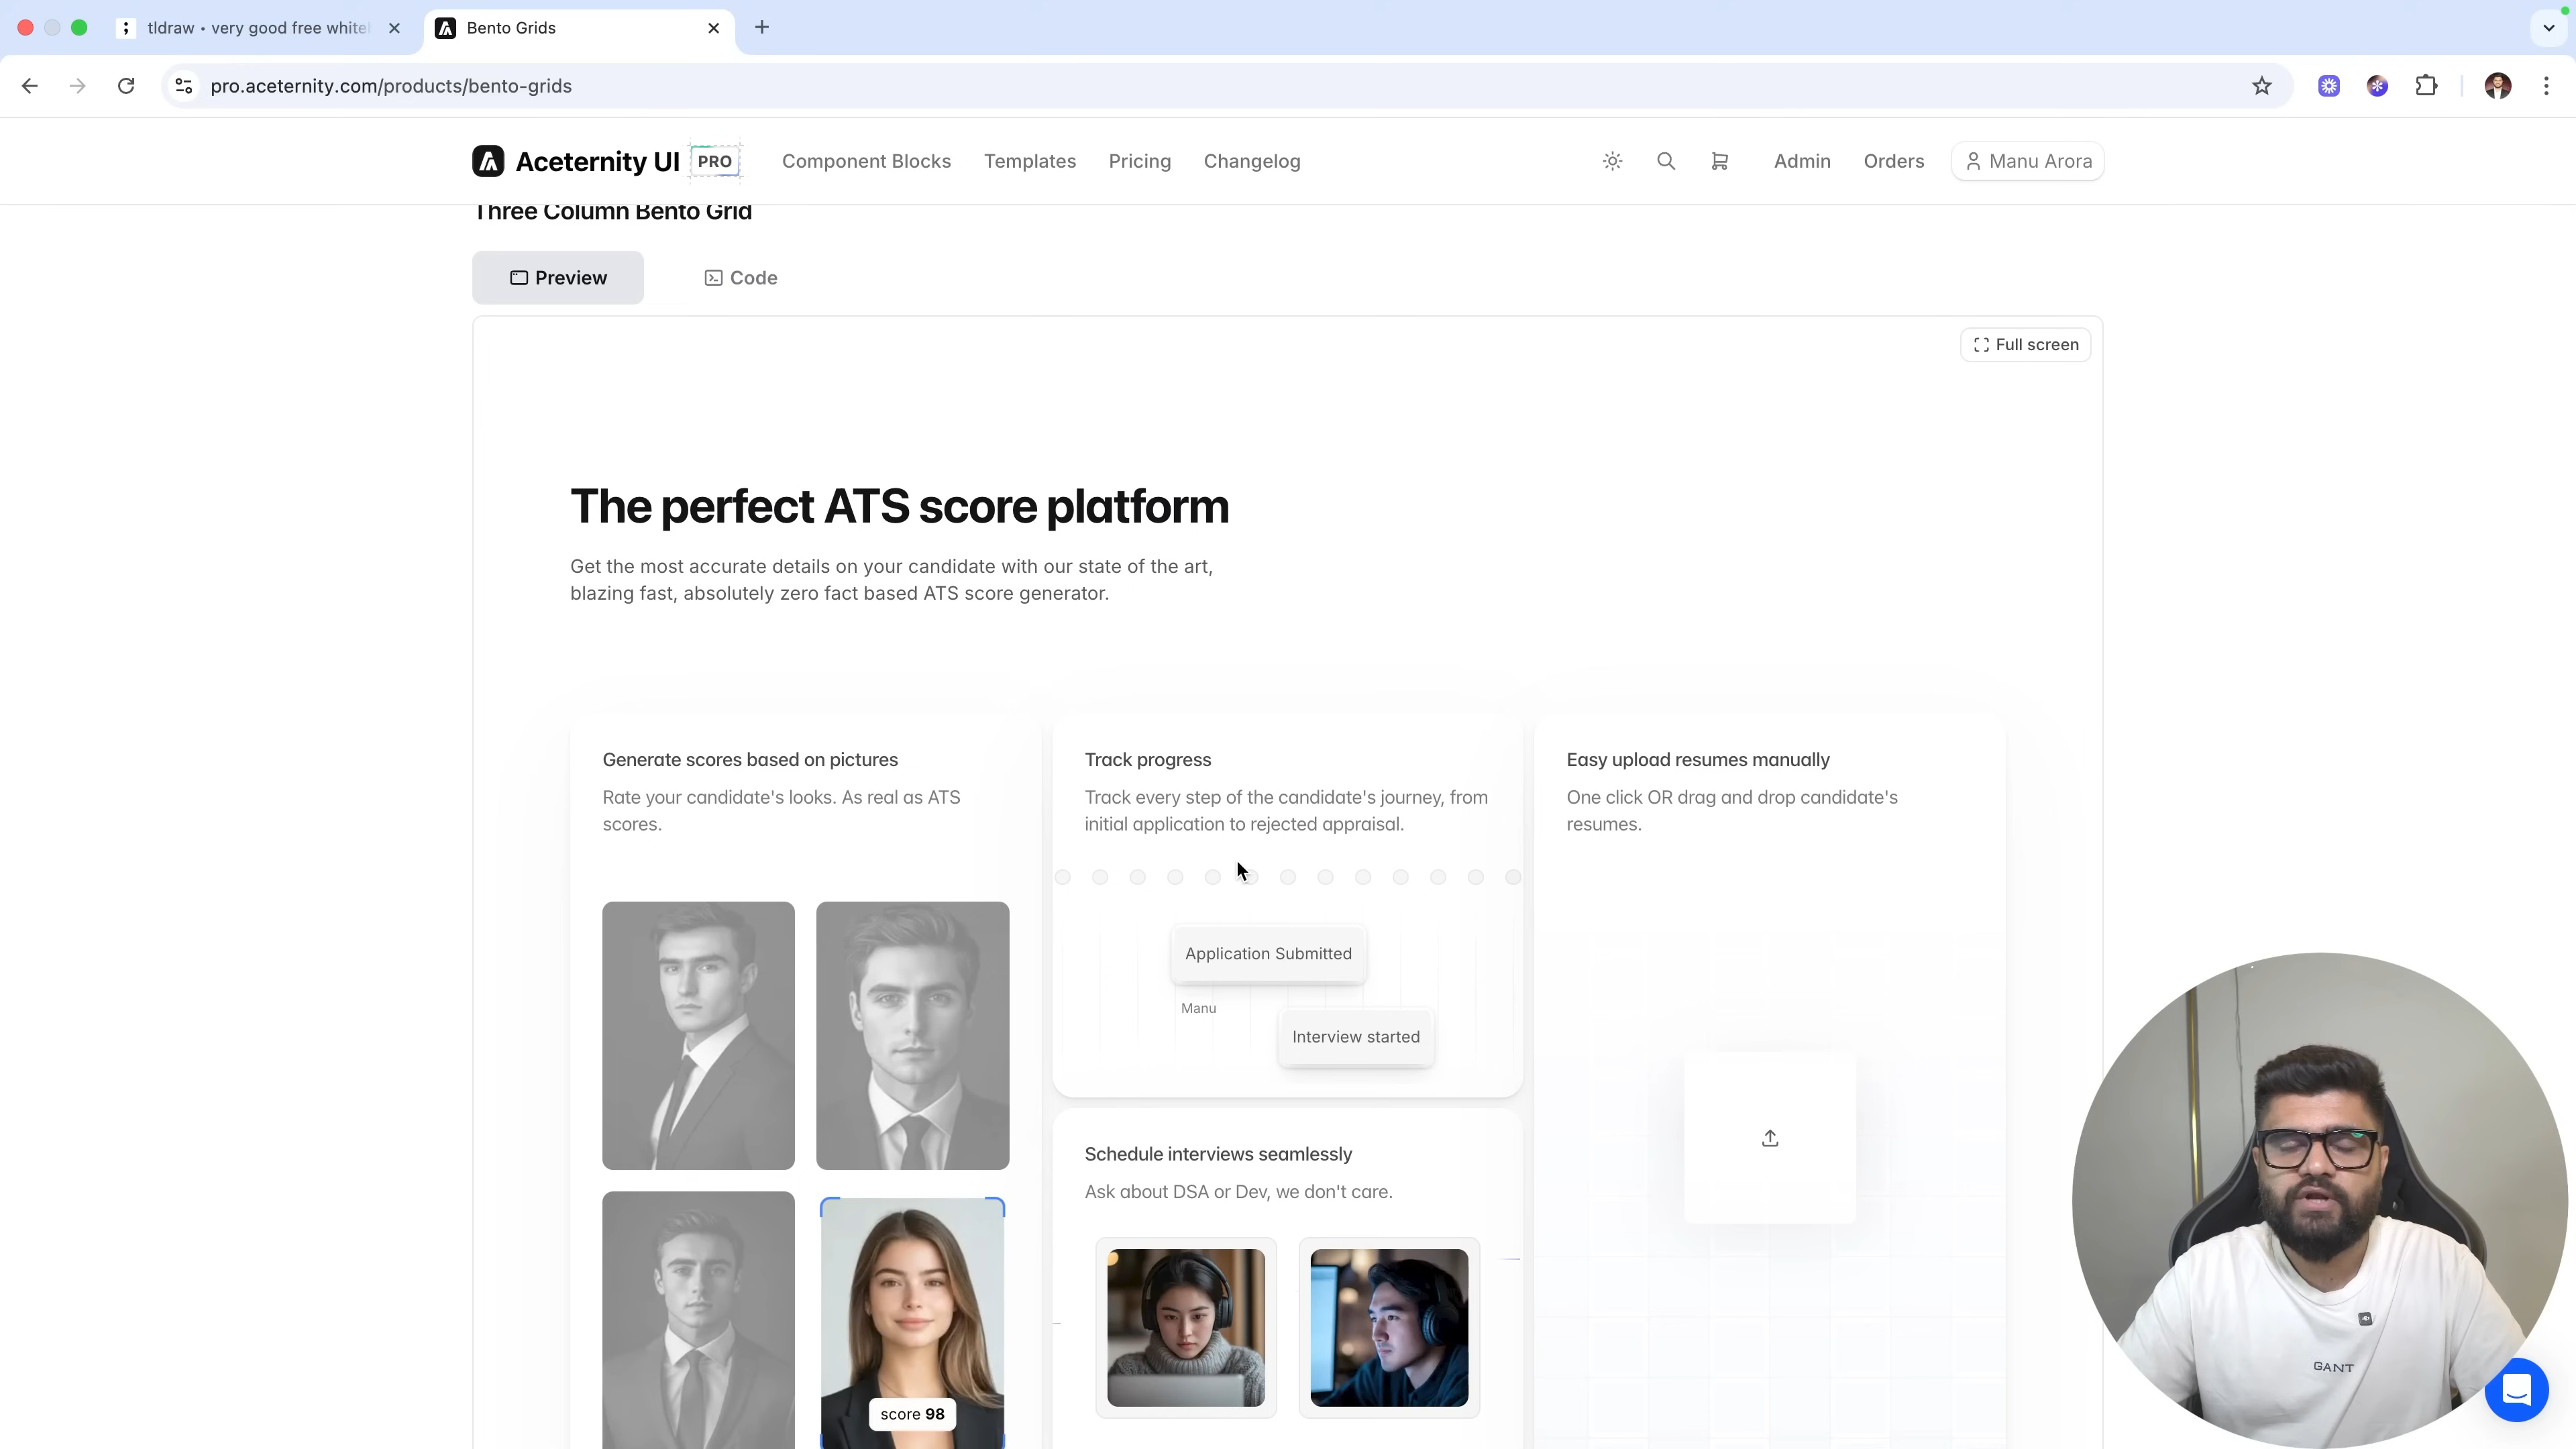 tldraw • very good free white
Bento Grids
pro.aceternity.com/products/bento-grids
Aceternity UI PRO
Component Blocks
Templates
Pricing
Changelog
Admin
Orders
Manu Arora
Three Column Bento Grid
Preview
Code
Full screen
The perfect ATS score platform
Get the most accurate details on your candidate with our state of the art,
blazing fast, absolutely zero fact based ATS score generator.
Generate scores based on pictures
Rate your candidate's looks. As real as ATS
scores.
score 98
Track progress
Track every step of the candidate's journey, from
initial application to rejected appraisal.
Application Submitted
Manu
Interview started
Schedule interviews seamlessly
Ask about DSA or Dev, we don't care.
Easy upload resumes manually
One click OR drag and drop candidate's
resumes.
GANT